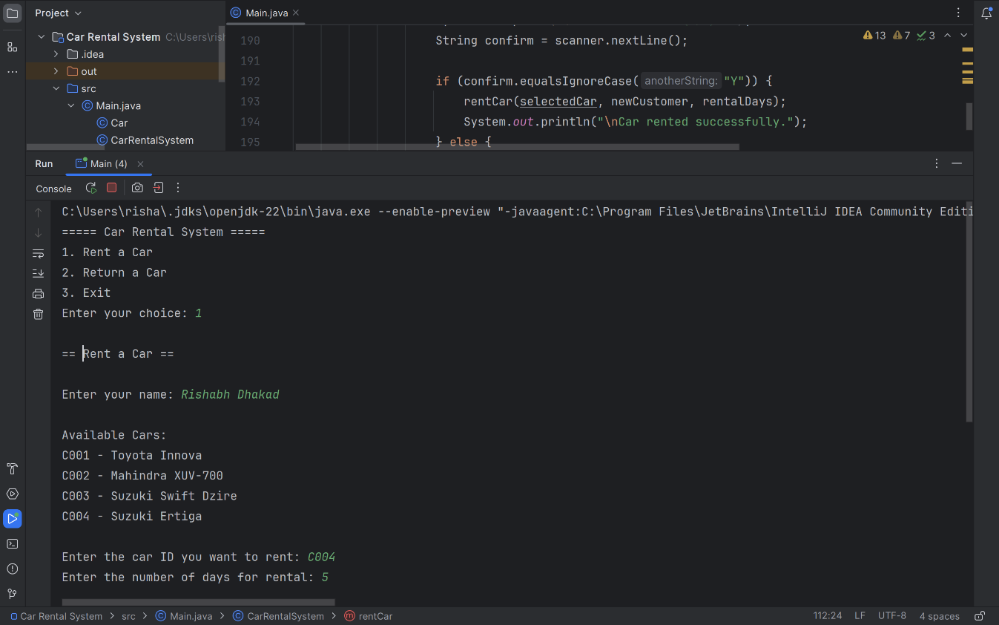 Project
Main.java
Car Rental System C:\Users\rish
.idea
out
src
Main.java
Car
CarRentalSystem
13 7 3
190 String confirm = scanner.nextLine();
191
192 if (confirm.equalsIgnoreCase( anotherString: "Y")) {
193 rentCar(selectedCar, newCustomer, rentalDays);
194 System.out.println("\nCar rented successfully.");
195 } else {
Run Main (4)
Console
C:\Users\risha\.jdks\openjdk-22\bin\java.exe --enable-preview "-javaagent:C:\Program Files\JetBrains\IntelliJ IDEA Community Editi
===== Car Rental System =====
1. Rent a Car
2. Return a Car
3. Exit
Enter your choice: 1
== Rent a Car ==
Enter your name: Rishabh Dhakad
Available Cars:
C001 - Toyota Innova
C002 - Mahindra XUV-700
C003 - Suzuki Swift Dzire
C004 - Suzuki Ertiga
Enter the car ID you want to rent: C004
Enter the number of days for rental: 5
Car Rental System > src > Main.java > CarRentalSystem > rentCar
112:24 LF UTF-8 4 spaces